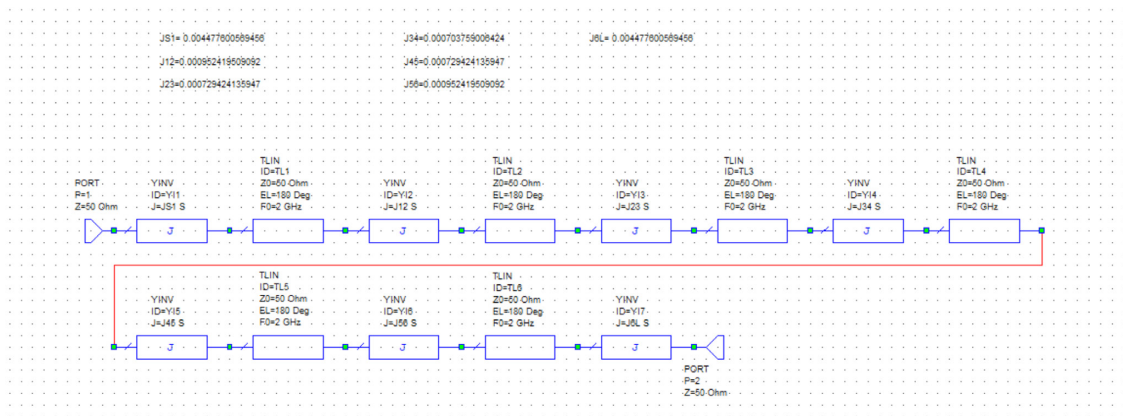 JS1= 0.004477600569456
J34=0.000703759006424
J6L= 0.004477600569456
J12=0.000952419509092
J45=0.000729424135947
J23=0.000729424135947
J56=0.000952419509092
PORT
P=1
Z=50 Ohm
YINV
ID=YI1
J=JS1 S
J
TLIN
ID=TL1
Z0=50 Ohm
EL=180 Deg
F0=2 GHz
YINV
ID=YI2
J=J12 S
J
TLIN
ID=TL2
Z0=50 Ohm
EL=180 Deg
F0=2 GHz
YINV
ID=YI3
J=J23 S
J
TLIN
ID=TL3
Z0=50 Ohm
EL=180 Deg
F0=2 GHz
YINV
ID=YI4
J=J34 S
J
TLIN
ID=TL4
Z0=50 Ohm
EL=180 Deg
F0=2 GHz
YINV
ID=YI5
J=J45 S
J
TLIN
ID=TL5
Z0=50 Ohm
EL=180 Deg
F0=2 GHz
YINV
ID=YI6
J=J56 S
J
TLIN
ID=TL6
Z0=50 Ohm
EL=180 Deg
F0=2 GHz
YINV
ID=YI7
J=J6L S
J
PORT
P=2
Z=50 Ohm